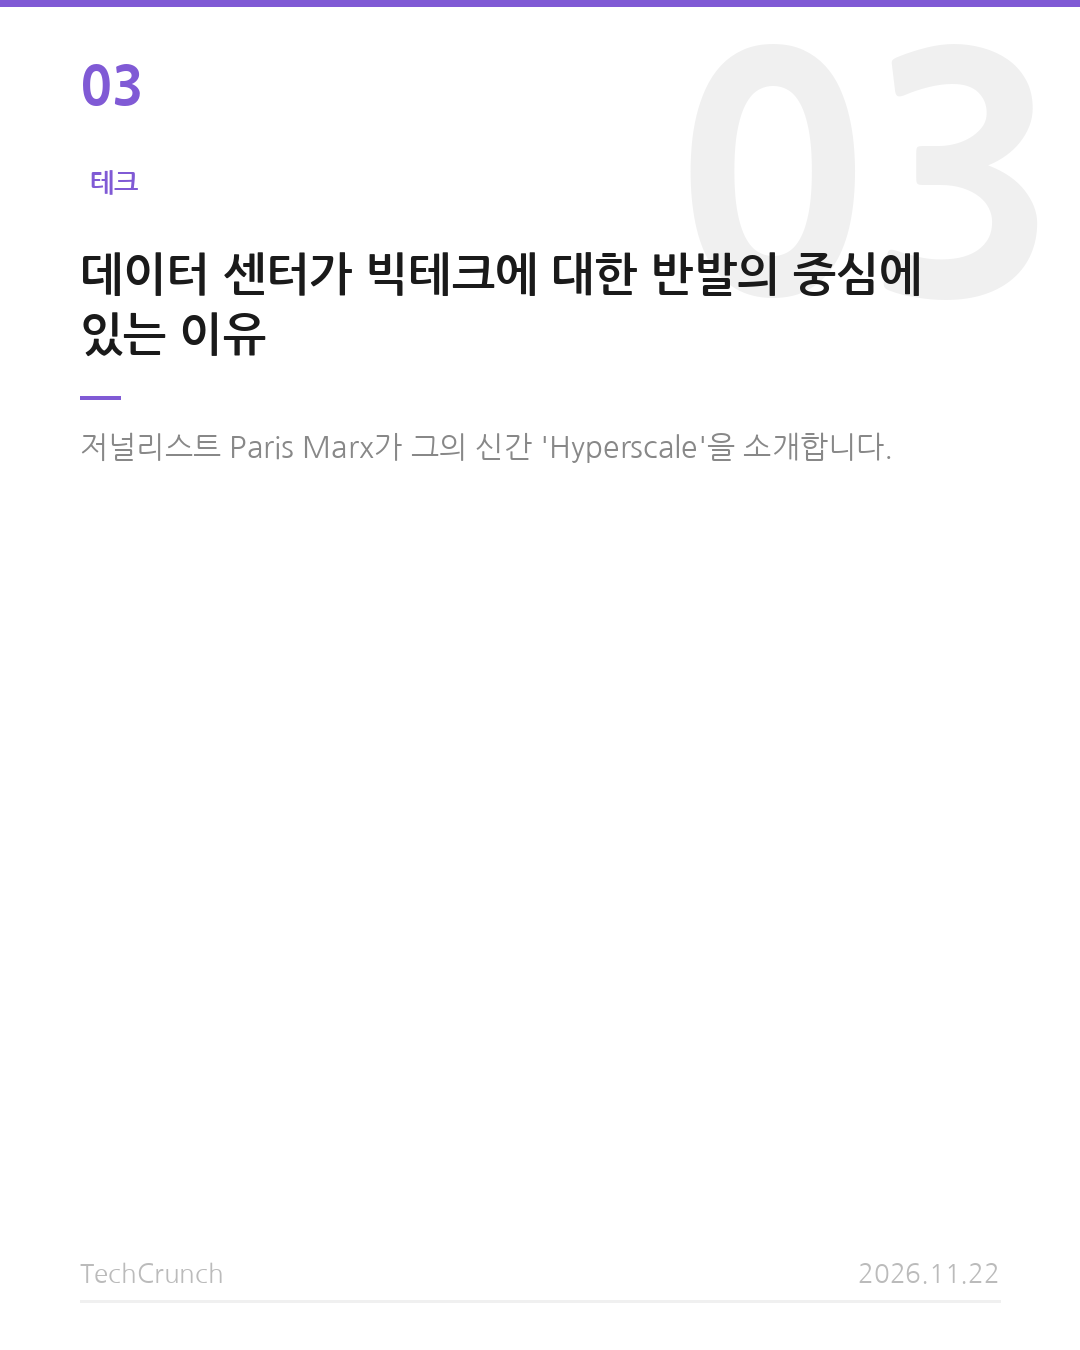 03
03
테크
데이터 센터가 빅테크에 대한 반발의 중심에
있는 이유
저널리스트 Paris Marx가 그의 신간 'Hyperscale'을 소개합니다.
TechCrunch
2026.11.22